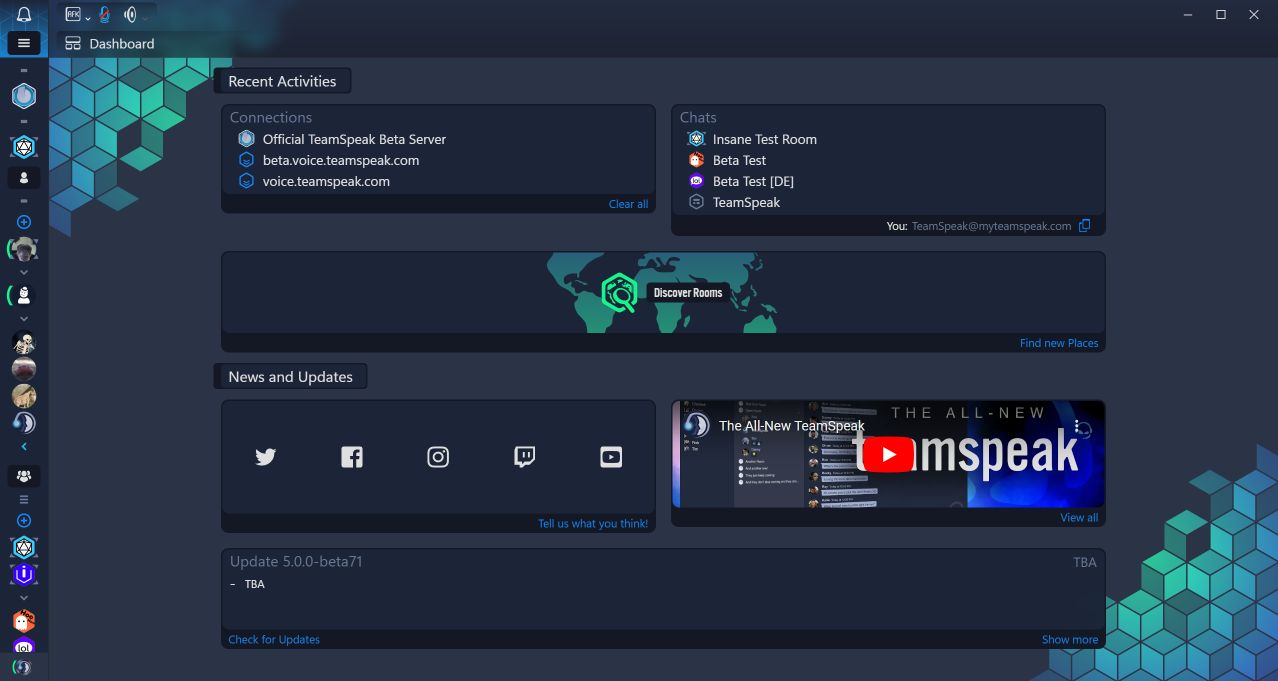 AFK
Dashboard
Recent Activities
Connections
Official TeamSpeak Beta Server
beta.voice.teamspeak.com
voice.teamspeak.com
Clear all
Chats
Insane Test Room
Beta Test
Beta Test [DE]
TeamSpeak
You: TeamSpeak@myteamspeak.com
Discover Rooms
Find new Places
News and Updates
Tell us what you think!
THE ALL-NEW
The All-New TeamSpeak
teamspeak
View all
Update 5.0.0-beta71
TBA
- TBA
Check for Updates
Show more
lol